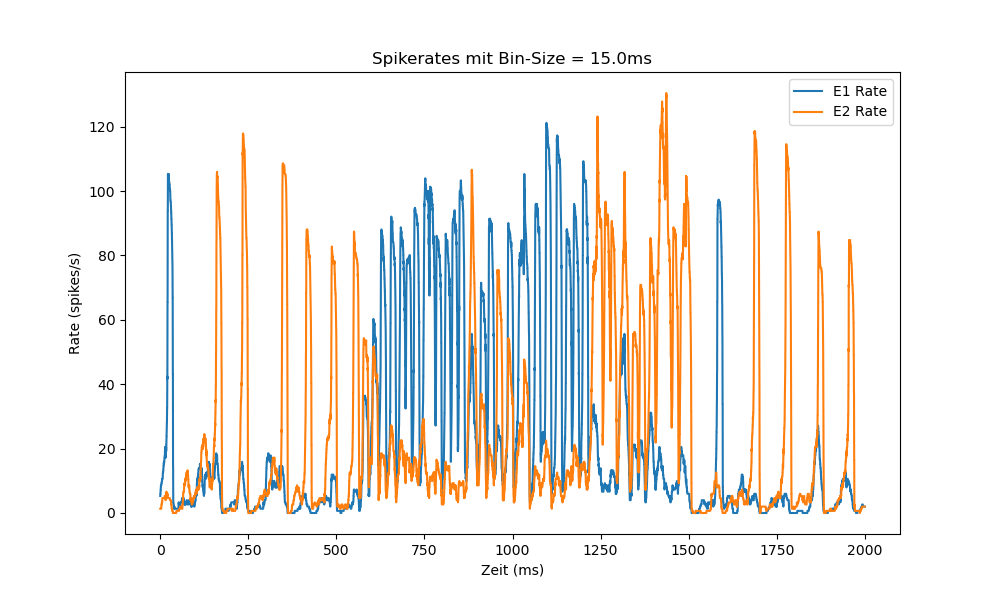 Spikerates mit Bin-Size = 15.0ms
E1 Rate
E2 Rate
Rate (spikes/s)
120
100
80
60
40
20
0
0 250 500 750 1000 1250 1500 1750 2000
Zeit (ms)